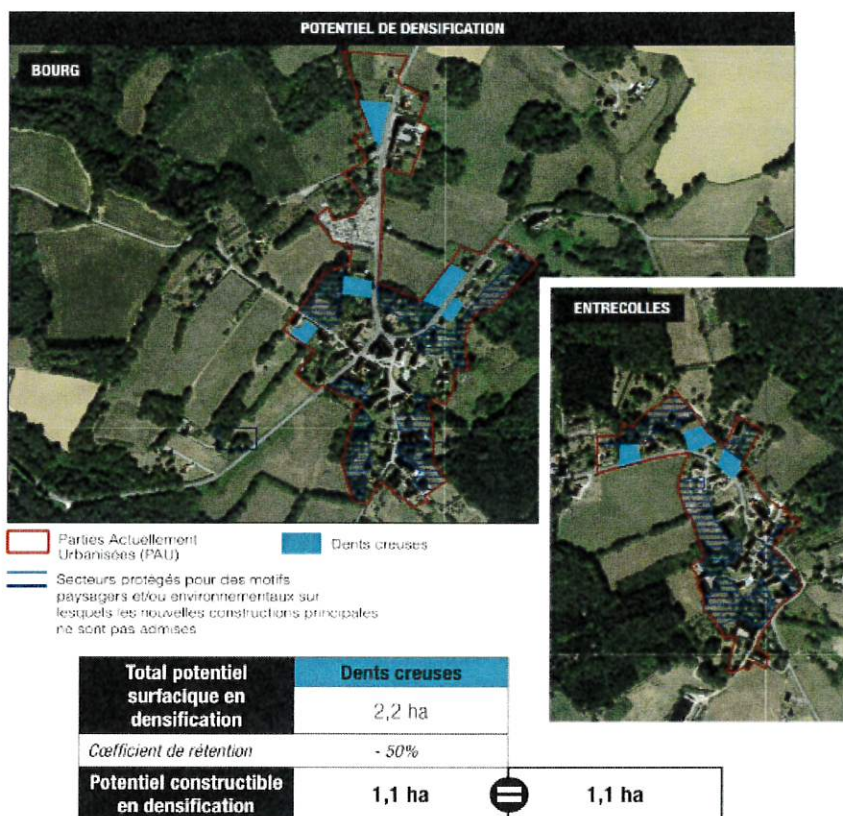 POTENTIEL DE DENSIFICATION
BOURG
ENTRECOLLES
Parties Actuellement
Urbanisées (PAU)
Dents creuses
Secteurs protégés pour des motifs
paysagers et/ou environnementaux sur
lesquels les nouvelles constructions principales
ne sont pas admises
Total potentiel
surfacique en
densification
Dents creuses
2,2 ha
Cœfficient de rétention
- 50%
Potentiel constructible
en densification
1,1 ha
=
1,1 ha